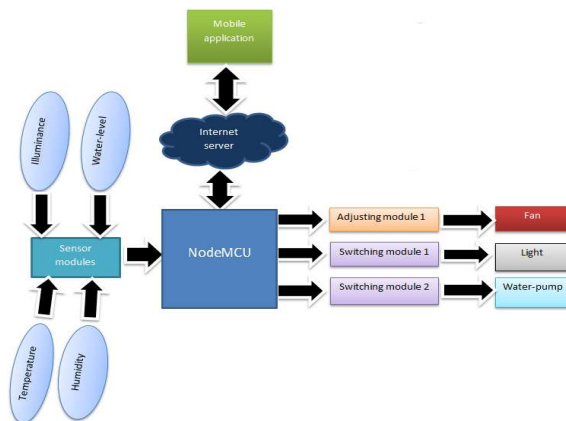 Mobile
application
Internet
server
Illuminance
Water-level
Sensor
modules
Temperature
Humidity
NodeMCU
Adjusting module 1
Fan
Switching module 1
Light
Switching module 2
Water-pump